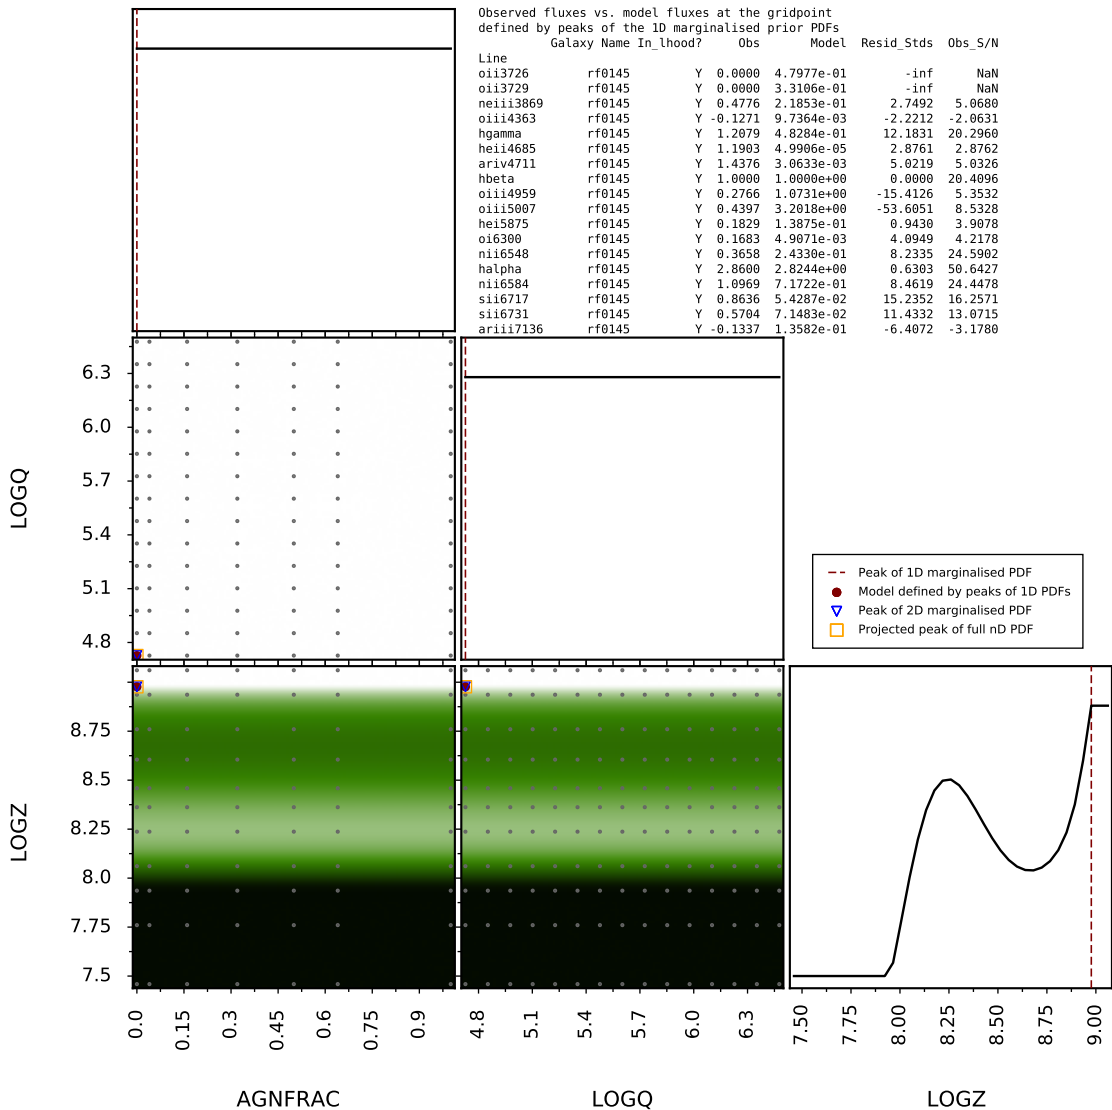 Observed fluxes vs. model fluxes at the gridpoint
defined by peaks of the 1D marginalised prior PDFs
Galaxy Name In_lhood? Obs Model Resid_Stds Obs_S/N
Line
oii3726 rf0145 Y 0.0000 4.7977e-01 -inf NaN
oii3729 rf0145 Y 0.0000 3.3106e-01 -inf NaN
neiii3869 rf0145 Y 0.4776 2.1853e-01 2.7492 5.0680
oiii4363 rf0145 Y -0.1271 9.7364e-03 -2.2212 -2.0631
hgamma rf0145 Y 1.2079 4.8284e-01 12.1831 20.2960
heii4685 rf0145 Y 1.1903 4.9906e-05 2.8761 2.8762
ariv4711 rf0145 Y 1.4376 3.0633e-03 5.0219 5.0326
hbeta rf0145 Y 1.0000 1.0000e+00 0.0000 20.4096
oiii4959 rf0145 Y 0.2766 1.0731e+00 -15.4126 5.3532
oiii5007 rf0145 Y 0.4397 3.2018e+00 -53.6051 8.5328
hei5875 rf0145 Y 0.1829 1.3875e-01 0.9430 3.9078
oi6300 rf0145 Y 0.1683 4.9071e-03 4.0949 4.2178
nii6548 rf0145 Y 0.3658 2.4330e-01 8.2335 24.5902
halpha rf0145 Y 2.8600 2.8244e+00 0.6303 50.6427
nii6584 rf0145 Y 1.0969 7.1722e-01 8.4619 24.4478
sii6717 rf0145 Y 0.8636 5.4287e-02 15.2352 16.2571
sii6731 rf0145 Y 0.5704 7.1483e-02 11.4332 13.0715
ariii7136 rf0145 Y -0.1337 1.3582e-01 -6.4072 -3.1780
LOGQ
6.3
6.0
5.7
5.4
5.1
4.8
Peak of 1D marginalised PDF
Model defined by peaks of 1D PDFs
Peak of 2D marginalised PDF
Projected peak of full nD PDF
LOGZ
8.75
8.5
8.25
8.0
7.75
7.5
0.0 0.15 0.3 0.45 0.6 0.75 0.9
4.8 5.1 5.4 5.7 6.0 6.3
7.50 7.75 8.00 8.25 8.50 8.75 9.00
AGNFRAC LOGQ LOGZ